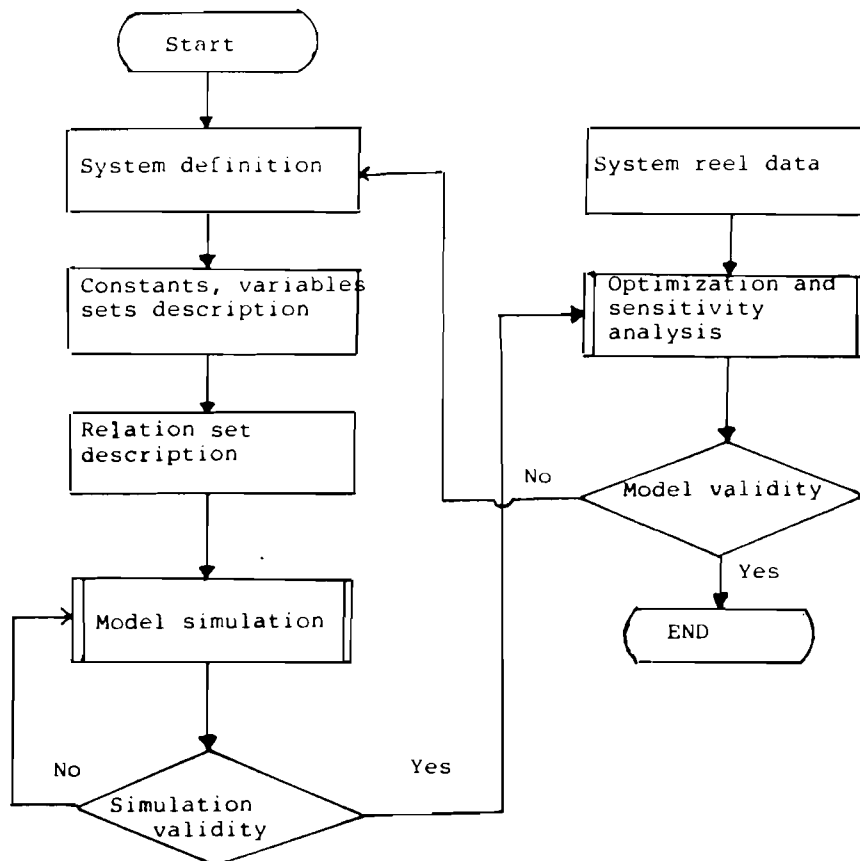 Start
System definition
Constants, variables
sets description
Relation set
description
Model simulation
No
Yes
Simulation
validity
System reel data
Optimization and
sensitivity
analysis
No
Model validity
Yes
END